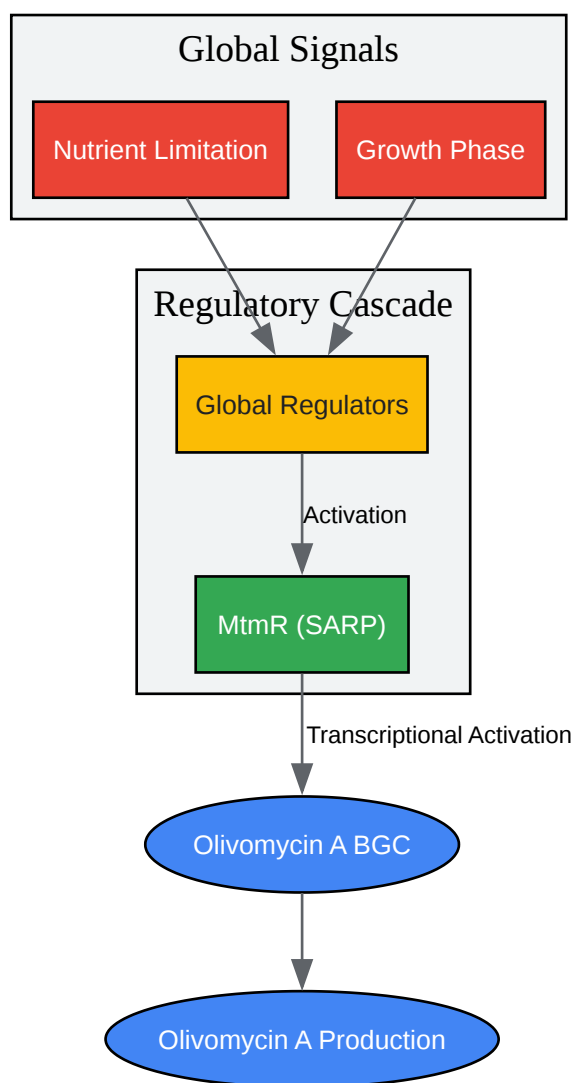 Global Signals
Nutrient Limitation
Growth Phase
Regulatory Cascade
Global Regulators
Activation
MtmR (SARP)
Transcriptional Activation
Olivomycin A BGC
Olivomycin A Production